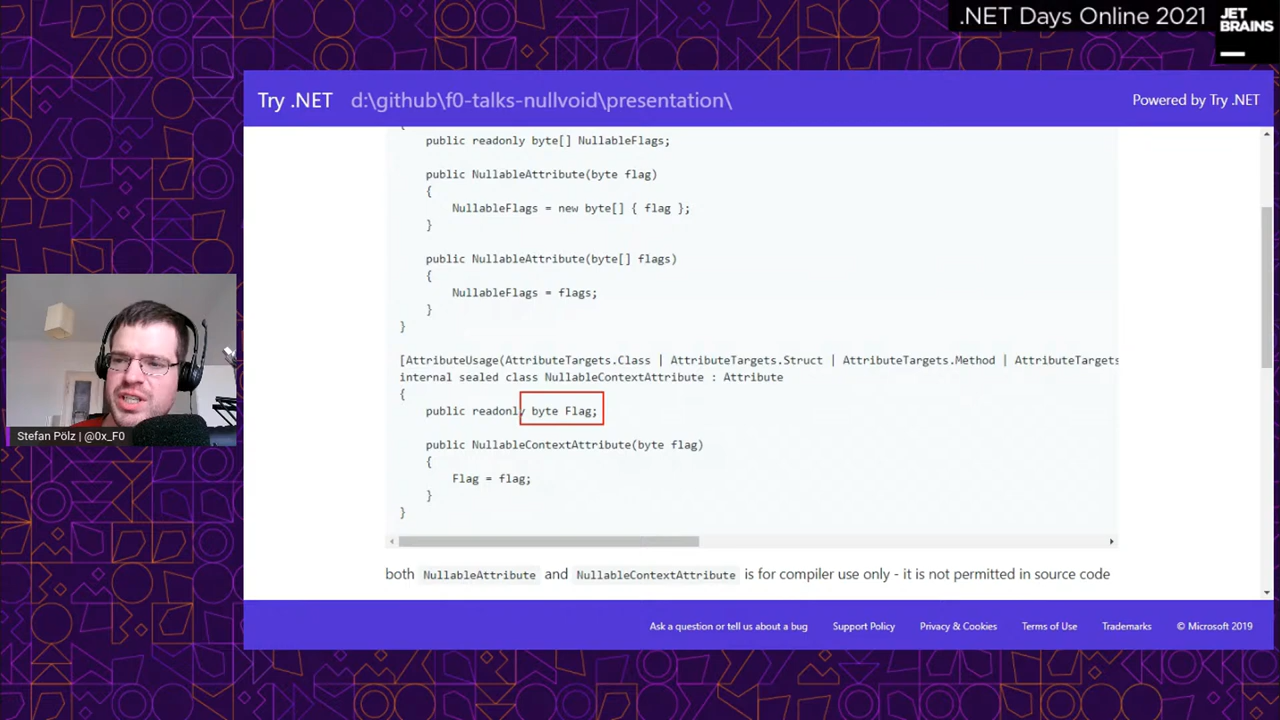 .NET Days Online 2021
JET
BRAINS
Try .NET d:\github\f0-talks-nullvoid\presentation\
Powered by Try .NET
{
public readonly byte[] NullableFlags;
public NullableAttribute(byte flag)
{
NullableFlags = new byte[] { flag };
}
public NullableAttribute(byte[] flags)
{
NullableFlags = flags;
}
}
[AttributeUsage(AttributeTargets.Class | AttributeTargets.Struct | AttributeTargets.Method | AttributeTargets
internal sealed class NullableContextAttribute : Attribute
{
public readonly byte Flag;
public NullableContextAttribute(byte flag)
{
Flag = flag;
}
}
both NullableAttribute and NullableContextAttribute is for compiler use only - it is not permitted in source code
Stefan Pölz | @0x_F0
Ask a question or tell us about a bug Support Policy Privacy & Cookies Terms of Use Trademarks © Microsoft 2019